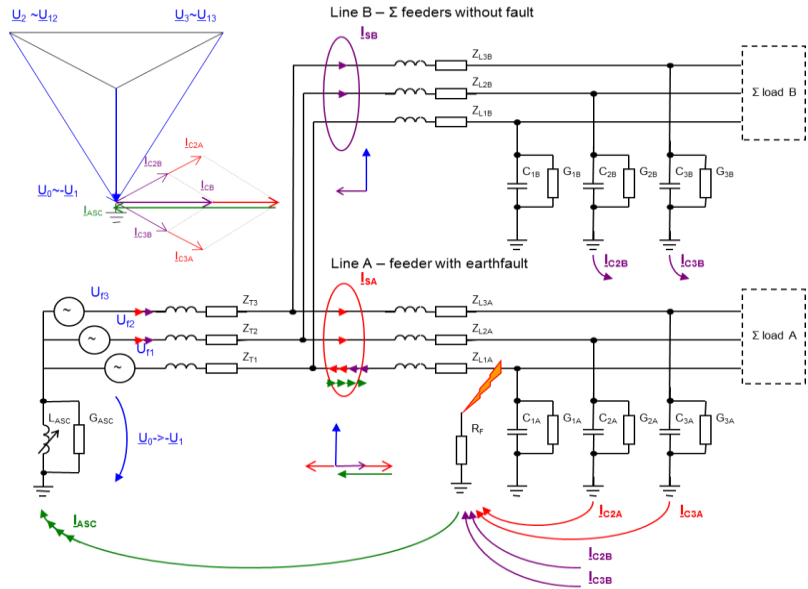 Line B – Σ feeders without fault
U2 ~U12
U3~U13
ISB
ZL3B
ZL2B
ZL1B
Σ load B
IC2A
IC2B
ICB
U0~-U1
IASC
IC3B
IC3A
C1B
G1B
C2B
G2B
C3B
G3B
IC2B
IC3B
Line A – feeder with earthfault
ISA
Uf3
~
ZT3
ZL3A
Uf2
~
ZT2
ZL2A
Σ load A
Uf1
~
ZT1
ZL1A
LASC
GASC
U0->-U1
RF
C1A
G1A
C2A
G2A
C3A
G3A
IASC
IC2A
IC3A
IC2B
IC3B